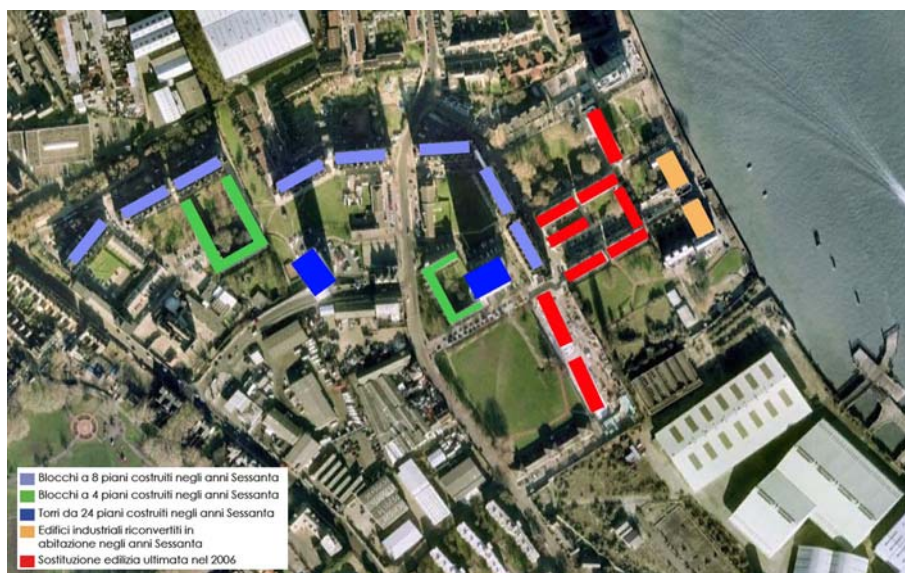 Blocchi a 8 piani costruiti negli anni Sessanta
Blocchi a 4 piani costruiti negli anni Sessanta
Torri da 24 piani costruiti negli anni Sessanta
Edifici industriali riconvertiti in
abitazione negli anni Sessanta
Sostituzione edilizia ultimata nel 2006